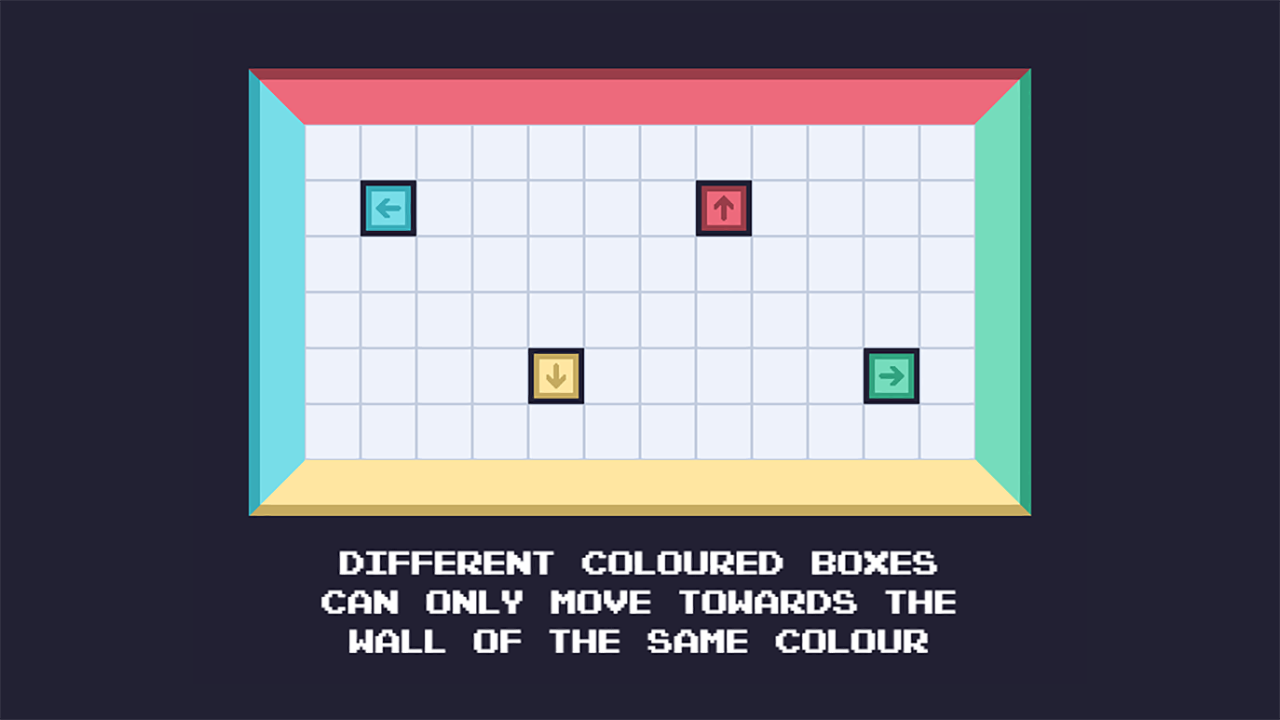 DIFFERENT COLOURED BOXES
CAN ONLY MOVE TOWARDS THE
WALL OF THE SAME COLOUR